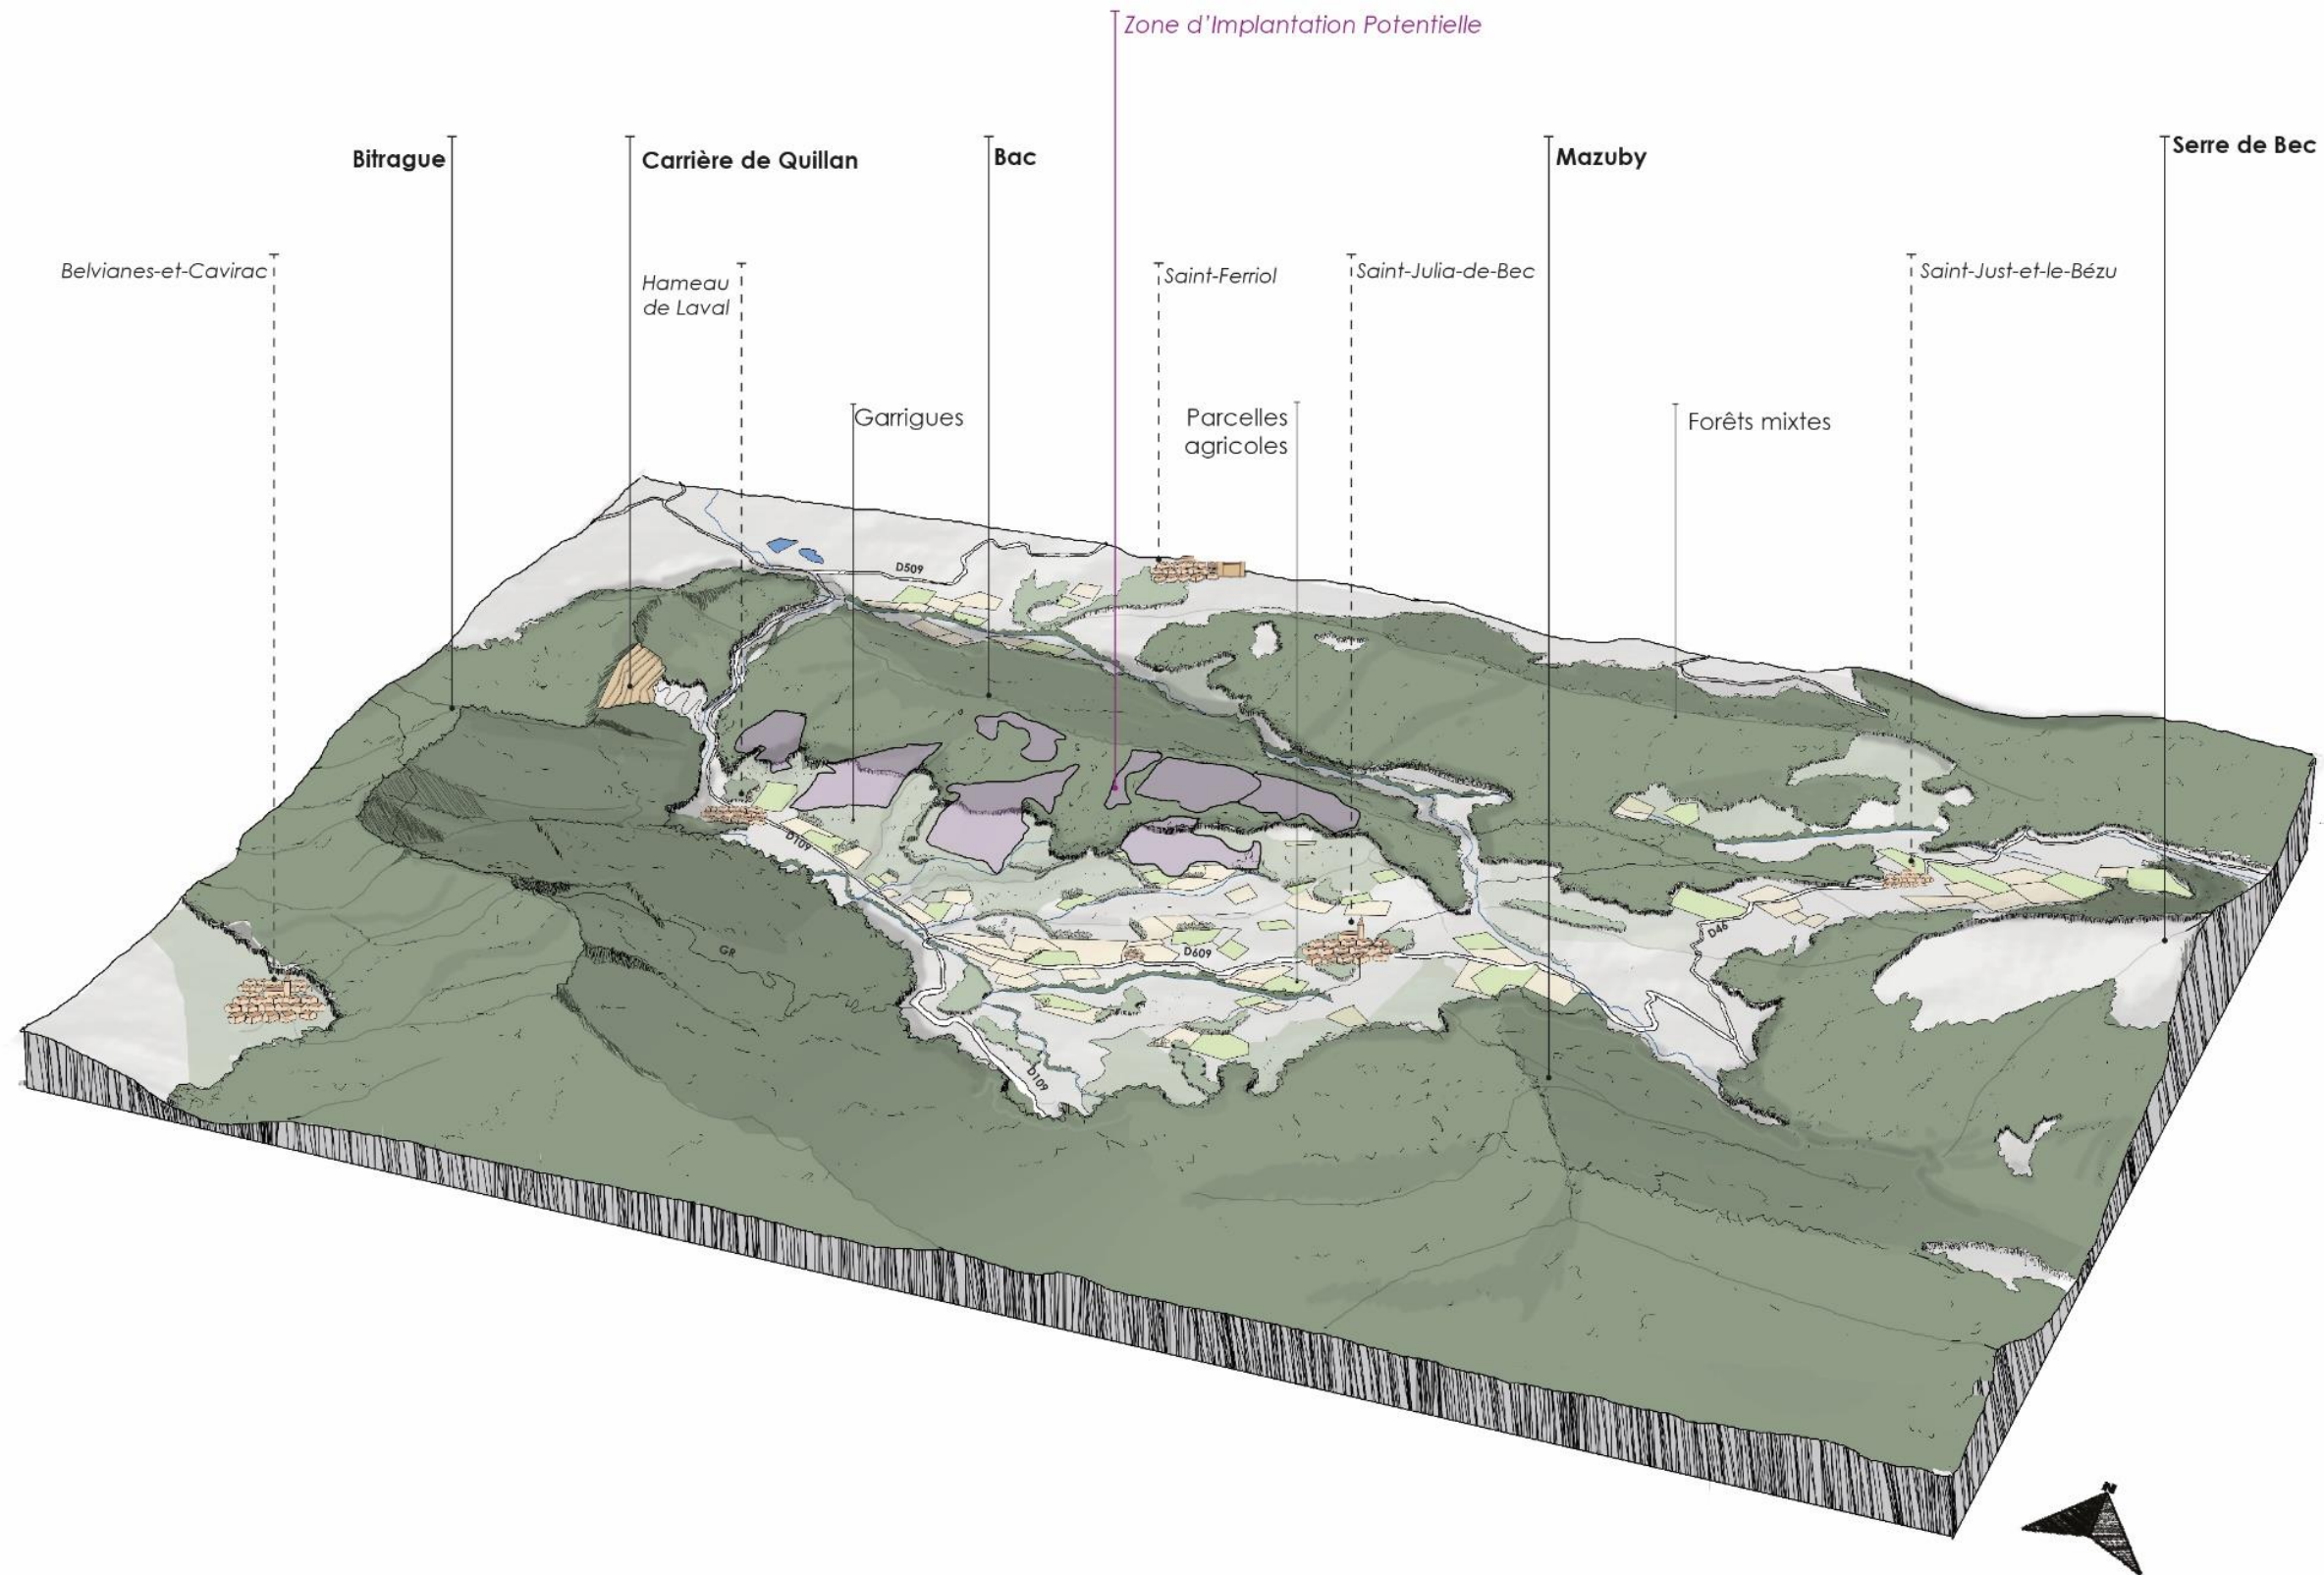 Zone d'Implantation Potentielle
Bitrague
Carrière de Quillan
Bac
Mazuby
Serre de Bec
Belvianes-et-Cavirac
Hameau
de Laval
Saint-Ferriol
Saint-Julia-de-Bec
Saint-Just-et-le-Bézu
Garrigues
Parcelles
agricoles
Forêts mixtes
D509
D109
GR
D609
D46
D109
N